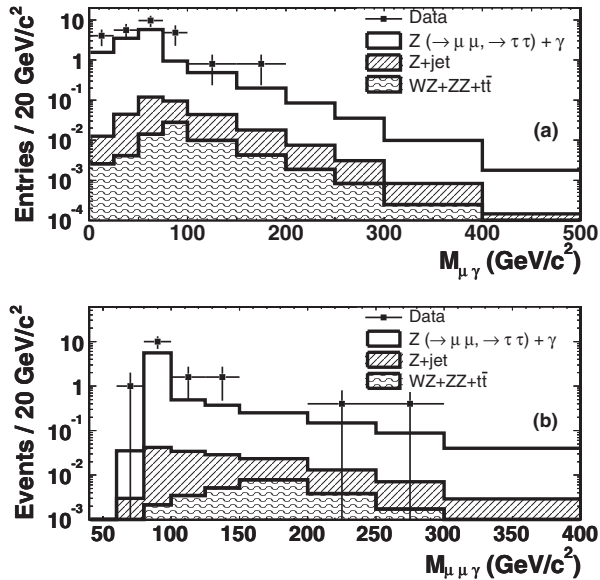 Entries / 20 GeV/c²
10
1
10⁻¹
10⁻²
10⁻³
10⁻⁴
Data
Z (→ μ μ, → τ τ) + γ
Z+jet
WZ+ZZ+tt̄
(a)
0 100 200 300 400 500
M_μγ (GeV/c²)
Events / 20 GeV/c²
10
1
10⁻¹
10⁻²
10⁻³
Data
Z (→ μ μ, → τ τ) + γ
Z+jet
WZ+ZZ+tt̄
(b)
50 100 150 200 250 300 350 400
M_μμγ (GeV/c²)